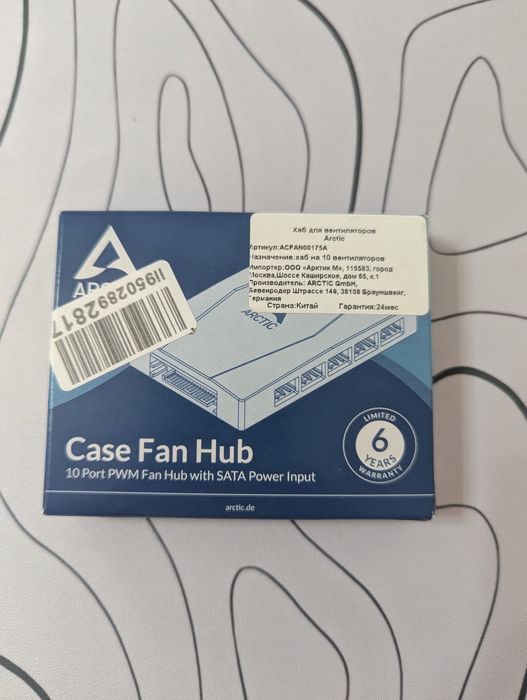 Хаб для вентиляторов
Arctic
Артикул:ACFAN00175A
Назначение:хаб на 10 вентиляторов
Импортер:ООО «Арктик М», 115583, город
Москва,Шоссе Каширское, дом 65, к.1
Производитель: ARCTIC GmbH,
Штрассе 149, 38108 Брауншвейг,
Германия
Страна:Китай Гарантия:24мес
ii9502692817
ARCTIC
Case Fan Hub
10 Port PWM Fan Hub with SATA Power Input
LIMITED
6
YEARS
WARRANTY
arctic.de